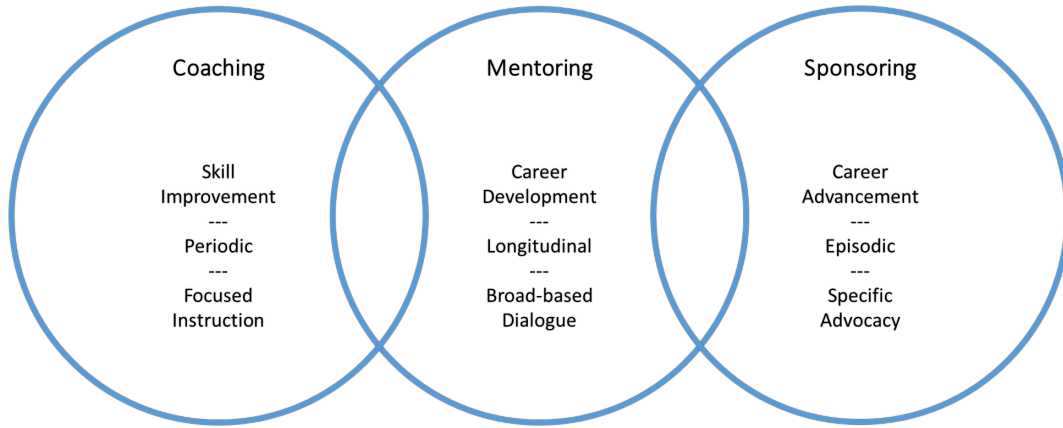 Coaching
Skill
Improvement
---
Periodic
---
Focused
Instruction
Mentoring
Career
Development
---
Longitudinal
---
Broad-based
Dialogue
Sponsoring
Career
Advancement
---
Episodic
---
Specific
Advocacy